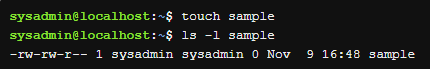 sysadmin@localhost:~$ touch sample
sysadmin@localhost:~$ ls -l sample
-rw-rw-r-- 1 sysadmin sysadmin 0 Nov  9 16:48 sample